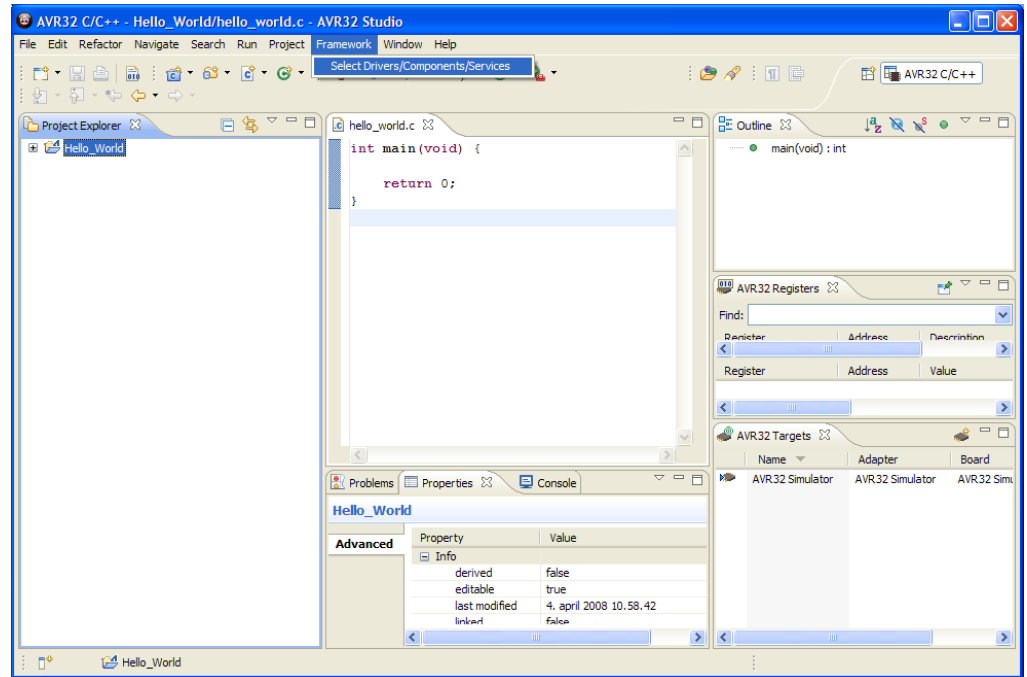 AVR32 C/C++ - Hello_World/hello_world.c - AVR32 Studio
File Edit Refactor Navigate Search Run Project Framework Window Help
Select Drivers/Components/Services
AVR32 C/C++
Project Explorer
Hello_World
hello_world.c
int main(void) {
return 0;
}
Outline
main(void) : int
AVR32 Registers
Find:
Register Address Description
Register Address Value
AVR32 Targets
Name Adapter Board
AVR32 Simulator AVR32 Simulator AVR32 Simu
Problems Properties Console
Hello_World
Advanced
Property Value
Info
derived false
editable true
last modified 4. april 2008 10.58.42
linked false
Hello_World